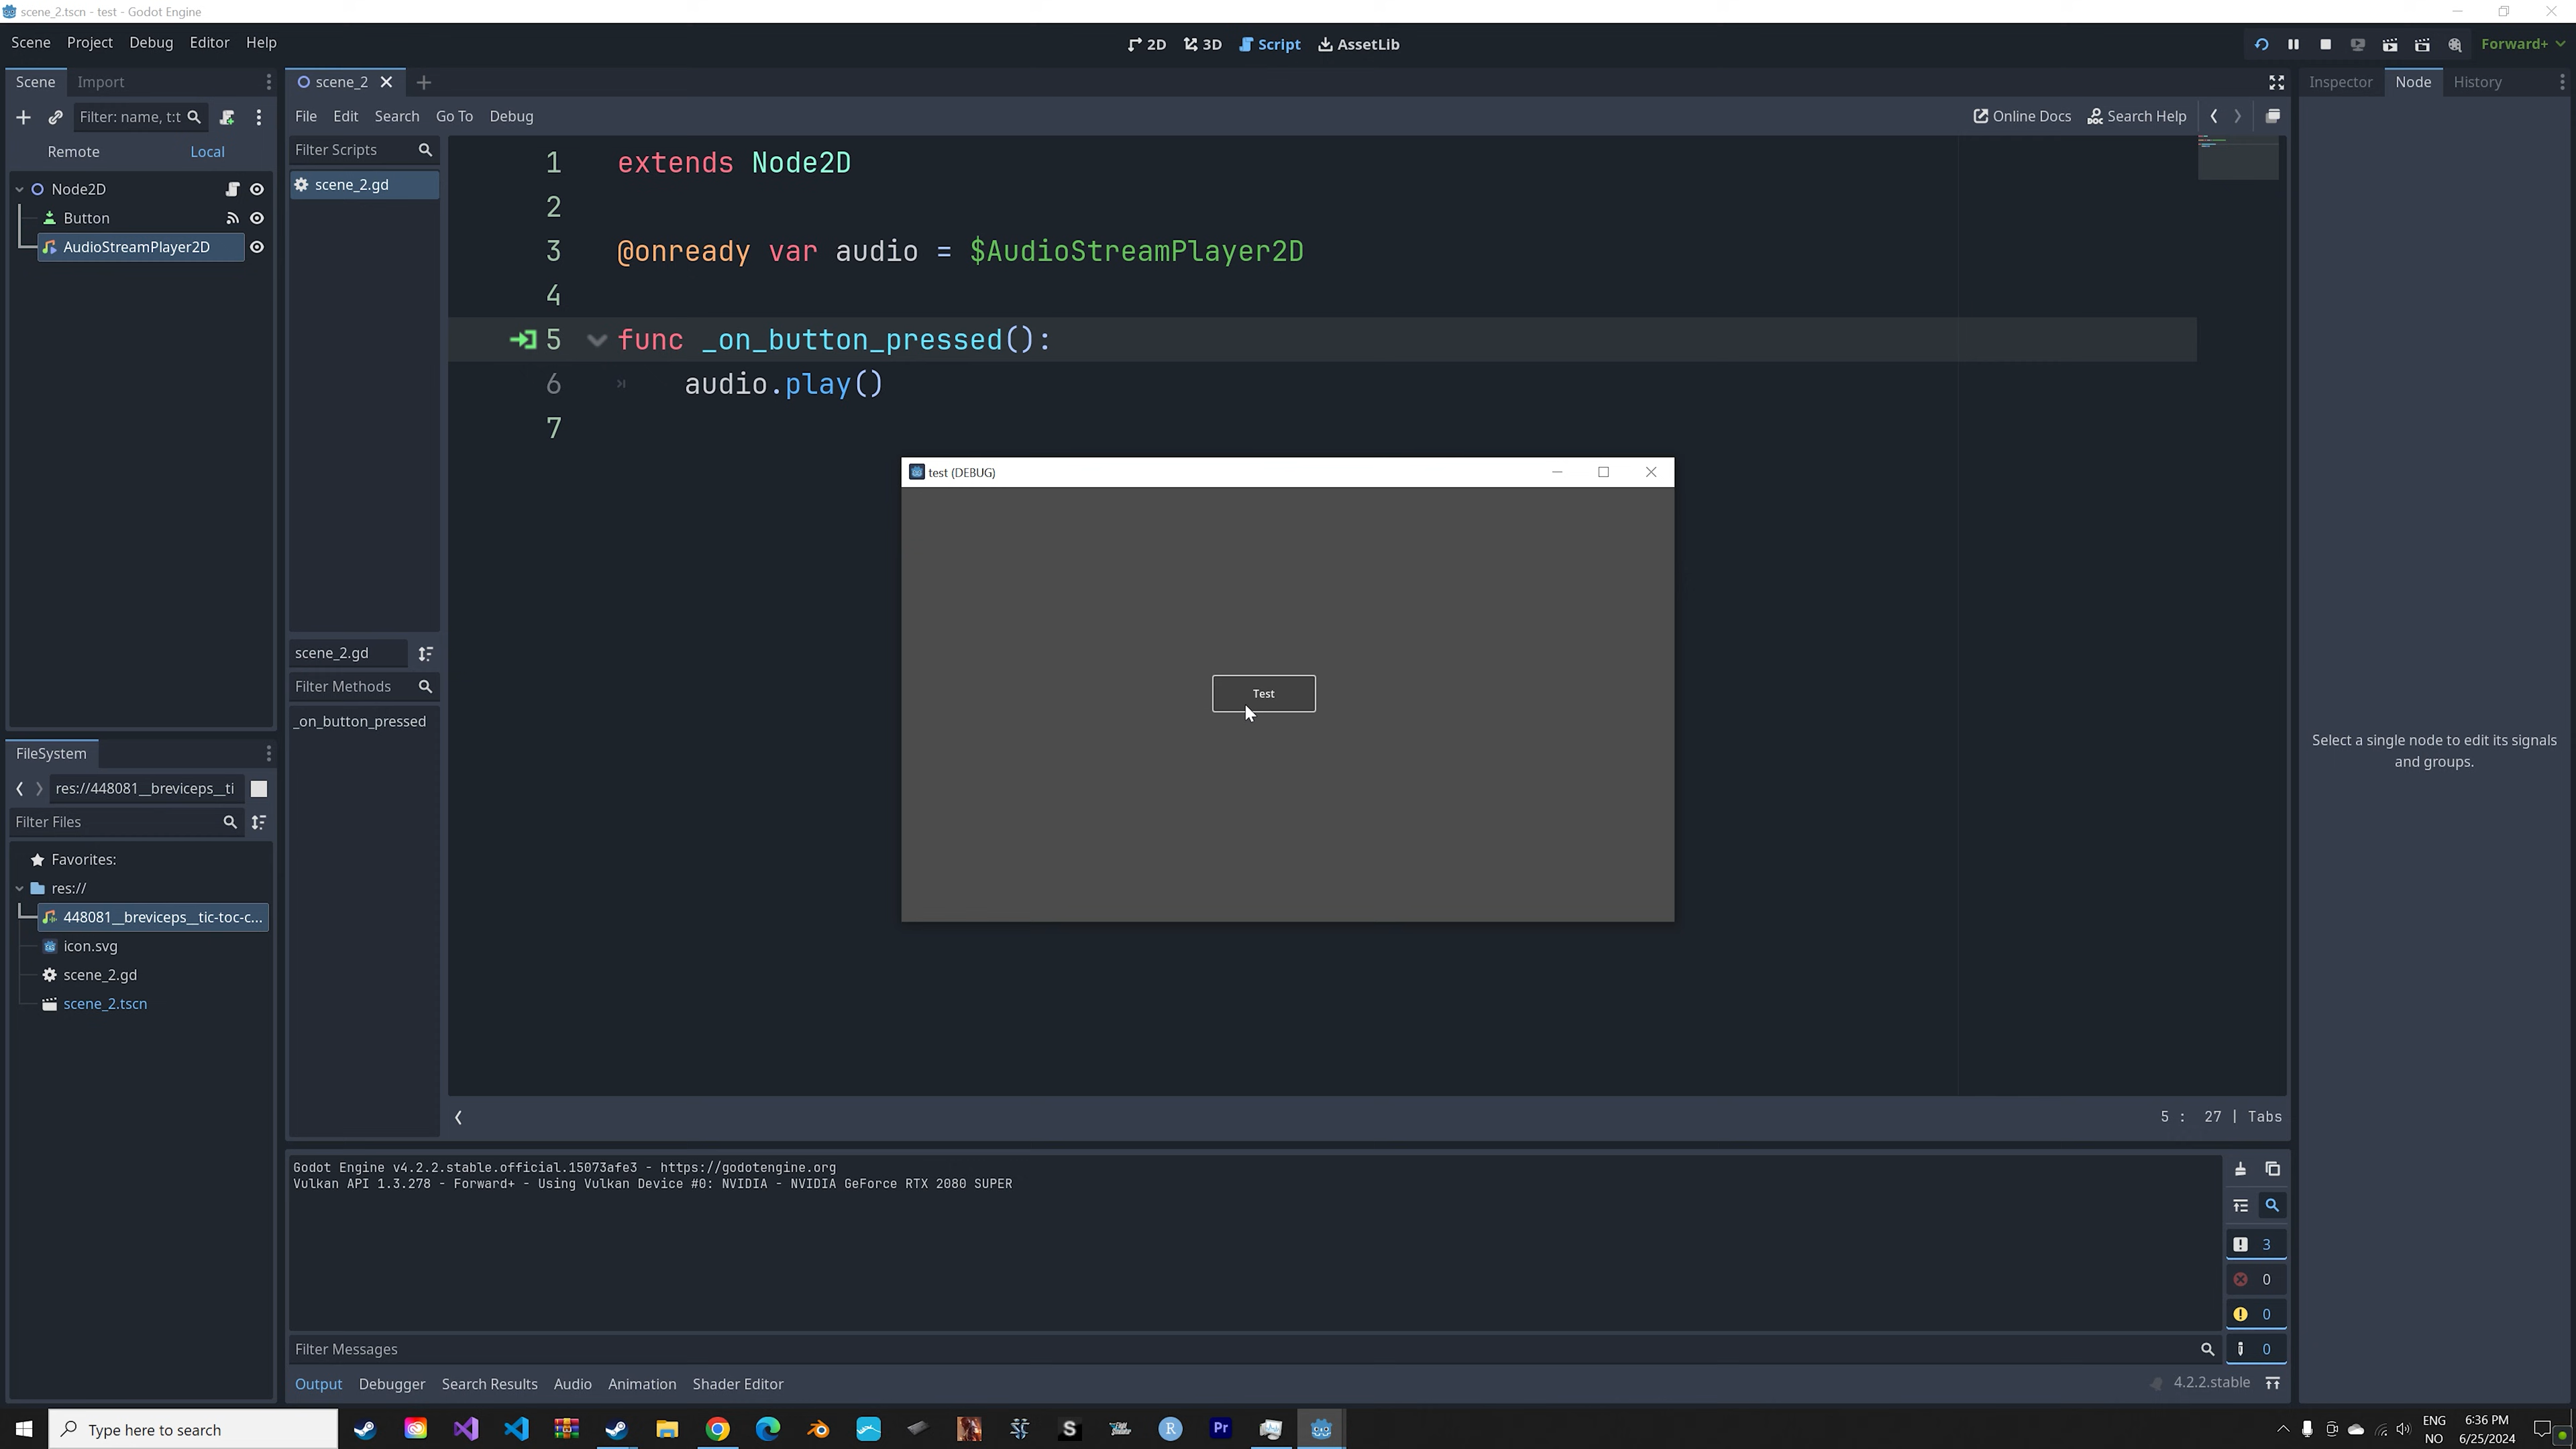 scene_2.tscn - test - Godot Engine
Scene Project Debug Editor Help
2D 3D Script AssetLib
Forward+
Scene Import
scene_2
Inspector Node History
Filter: name, t:t
File Edit Search Go To Debug
Online Docs Search Help
Remote Local
Filter Scripts
scene_2.gd
Node2D
Button
AudioStreamPlayer2D
1 extends Node2D
2
3 @onready var audio = $AudioStreamPlayer2D
4
5 func _on_button_pressed():
6 audio.play()
7
test (DEBUG)
Test
scene_2.gd
Filter Methods
_on_button_pressed
Select a single node to edit its signals
and groups.
FileSystem
res://448081__breviceps__ti
Filter Files
Favorites:
res://
448081__breviceps__tic-toc-c...
icon.svg
scene_2.gd
scene_2.tscn
5 : 27 | Tabs
Godot Engine v4.2.2.stable.official.15073afe3 - https://godotengine.org
Vulkan API 1.3.278 - Forward+ - Using Vulkan Device #0: NVIDIA - NVIDIA GeForce RTX 2080 SUPER
3
0
0
0
Filter Messages
Output Debugger Search Results Audio Animation Shader Editor
4.2.2.stable
Type here to search
Pr
ENG
NO
6:36 PM
6/25/2024